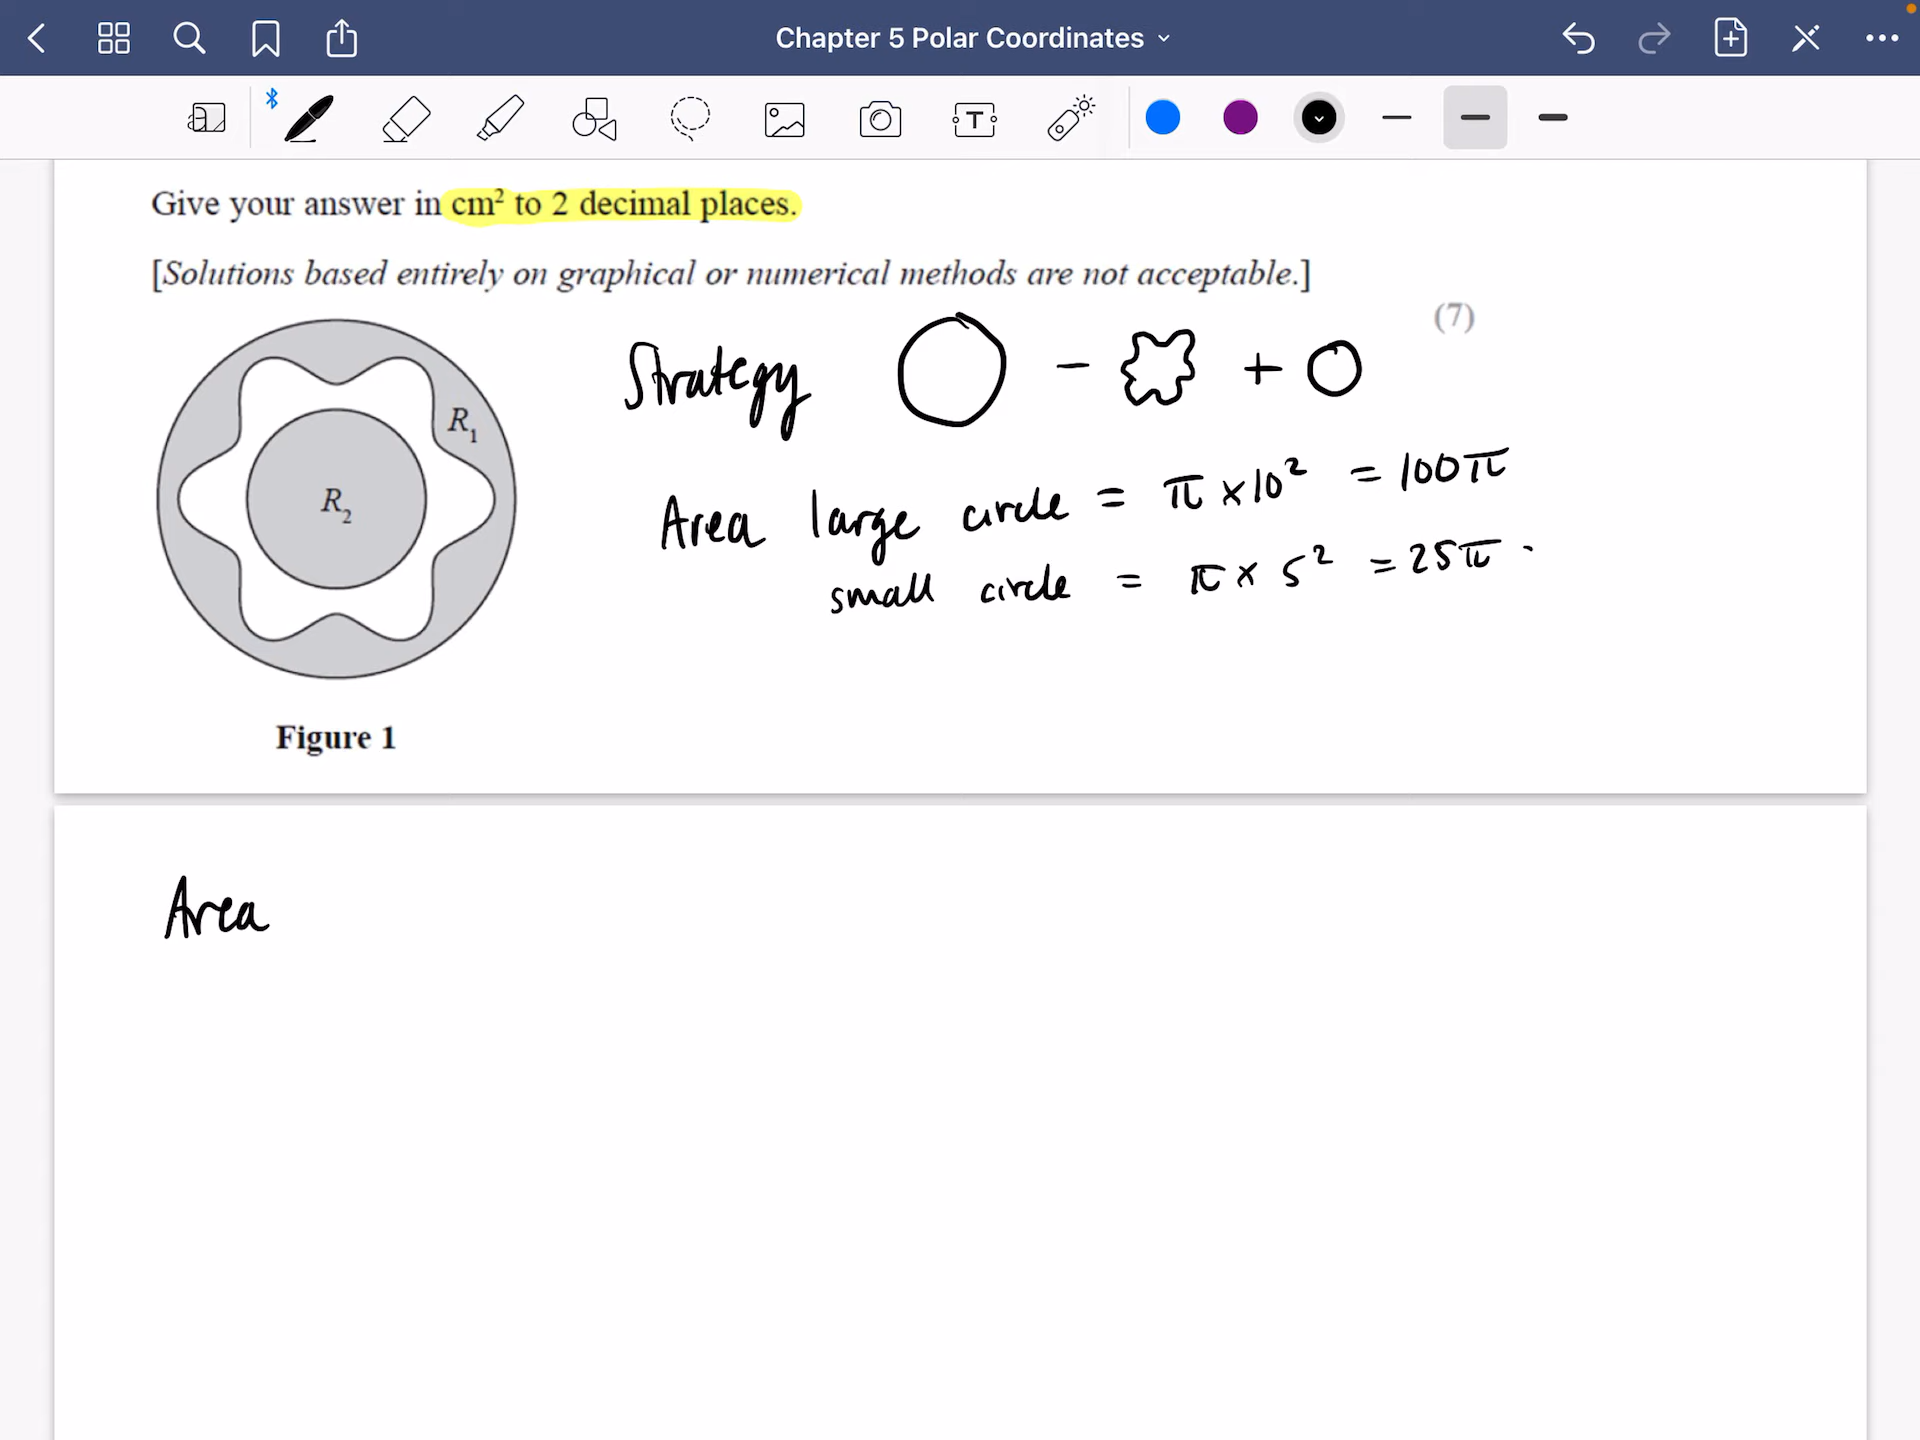 Chapter 5 Polar Coordinates
Give your answer in cm² to 2 decimal places.
[Solutions based entirely on graphical or numerical methods are not acceptable.]
(7)
Strategy - +
R₁
R₂
Area large circle = π × 10² = 100π
small circle = π × 5² = 25π .
Figure 1
Area